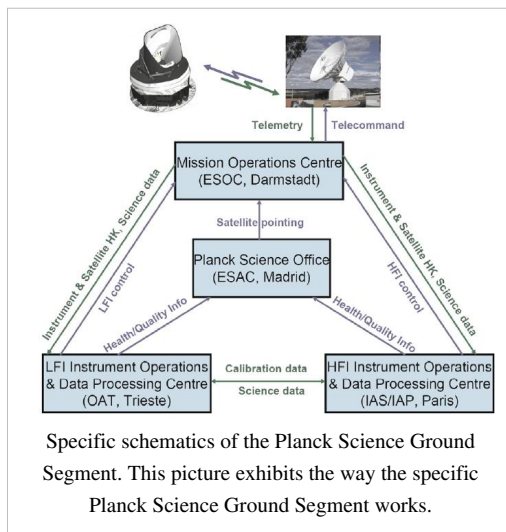 Telemetry
Telecommand
Mission Operations Centre
(ESOC, Darmstadt)
Instrument & Satellite HK, Science data
LFI control
Satellite pointing
HFI control
Instrument & Satellite HK, Science data
Planck Science Office
(ESAC, Madrid)
Health/Quality Info
Health/Quality Info
LFI Instrument Operations
& Data Processing Centre
(OAT, Trieste)
Calibration data
Science data
HFI Instrument Operations
& Data Processing Centre
(IAS/IAP, Paris)
Specific schematics of the Planck Science Ground
Segment. This picture exhibits the way the specific
Planck Science Ground Segment works.